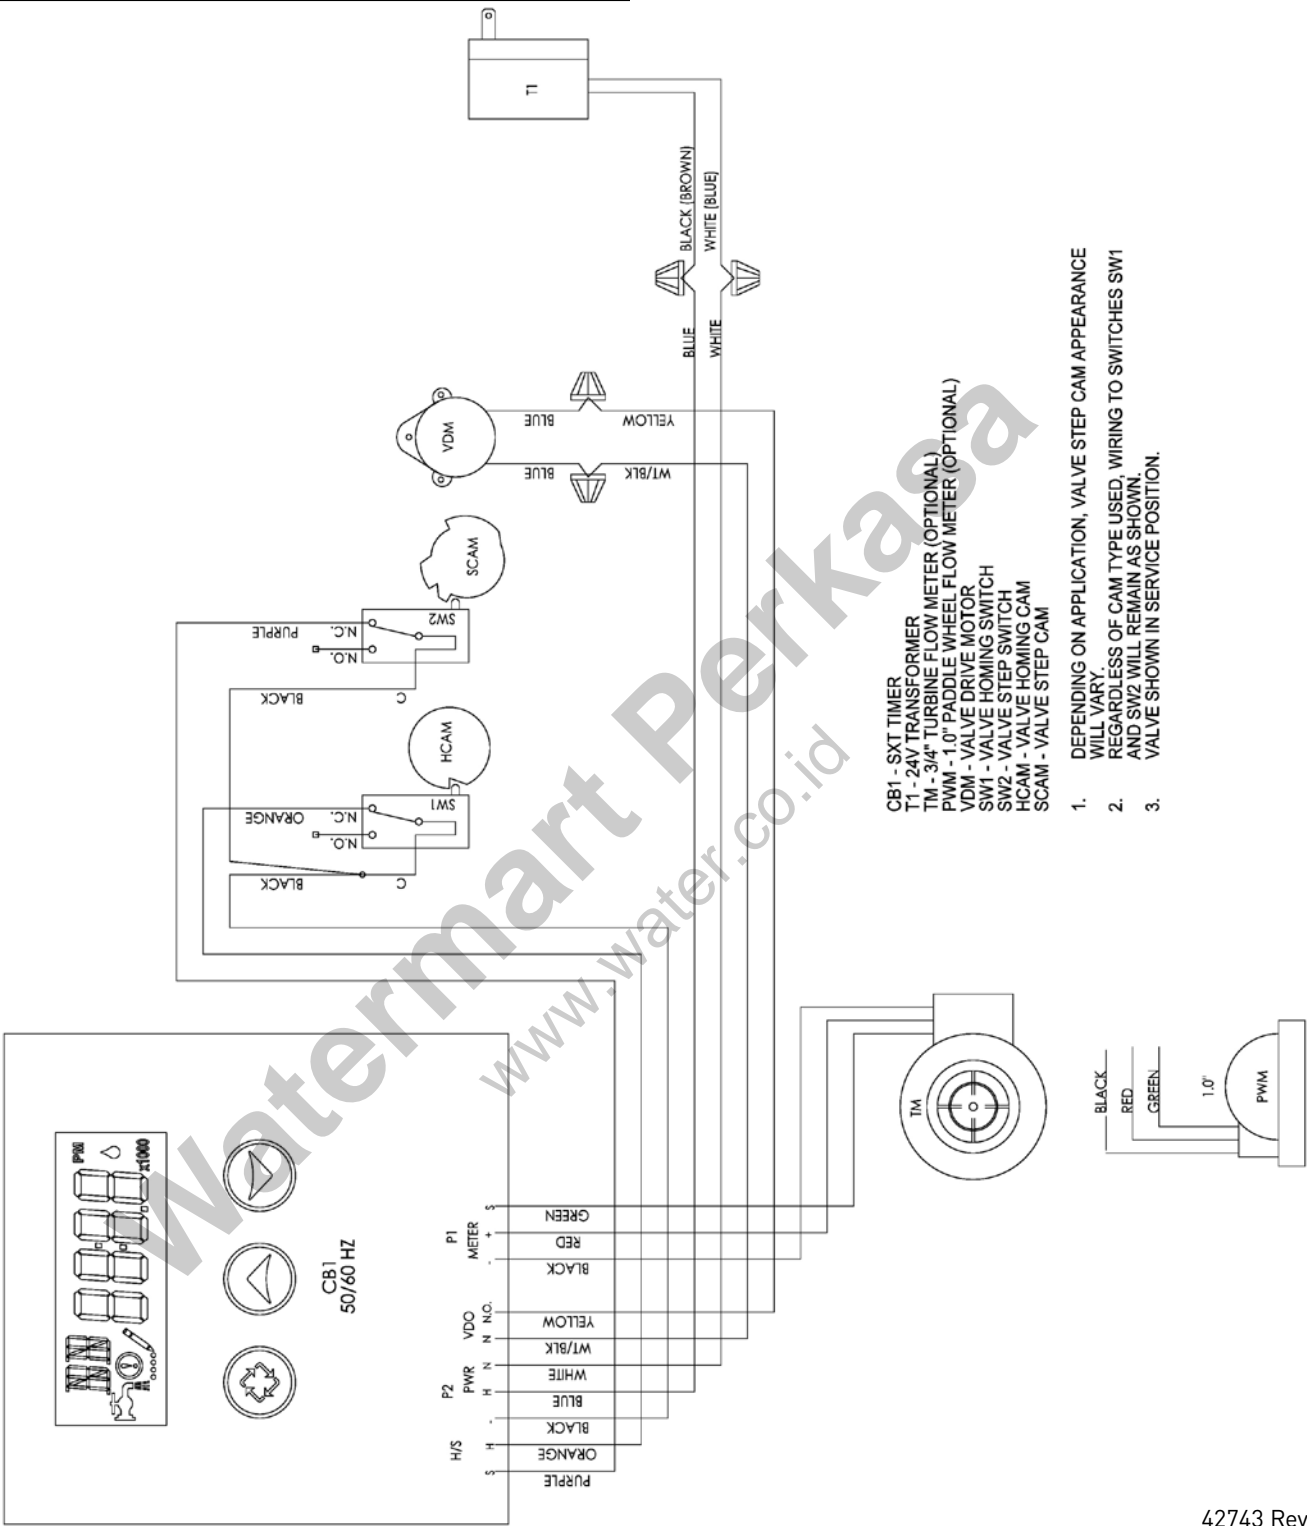 T1
BLACK (BROWN)
WHITE (BLUE)
BLUE
WHITE
VDM
BLUE
YELLOW
BLUE
WT/BLK
SCAM
SW2
PURPLE
N.C.
N.O.
BLACK
C
HCAM
SW1
ORANGE
N.C.
N.O.
BLACK
C
Watermart Perkasa
www.water.co.id
CB1 - SXT TIMER
T1 - 24V TRANSFORMER
TM - 3/4" TURBINE FLOW METER (OPTIONAL)
PWM - 1.0" PADDLE WHEEL FLOW METER (OPTIONAL)
VDM - VALVE DRIVE MOTOR
SW1 - VALVE HOMING SWITCH
SW2 - VALVE STEP SWITCH
HCAM - VALVE HOMING CAM
SCAM - VALVE STEP CAM
1. DEPENDING ON APPLICATION, VALVE STEP CAM APPEARANCE
WILL VARY.
2. REGARDLESS OF CAM TYPE USED, WIRING TO SWITCHES SW1
AND SW2 WILL REMAIN AS SHOWN.
3. VALVE SHOWN IN SERVICE POSITION.
PM
x1000
CB1
50/60 HZ
P1
METER
S
+
-
GREEN
RED
BLACK
VDO
N.O.
N
YELLOW
WT/BLK
P2
PWR
N
H
WHITE
BLUE
H/S
-
H
S
BLACK
ORANGE
PURPLE
TM
BLACK
RED
GREEN
1.0"
PWM
42743 Rev